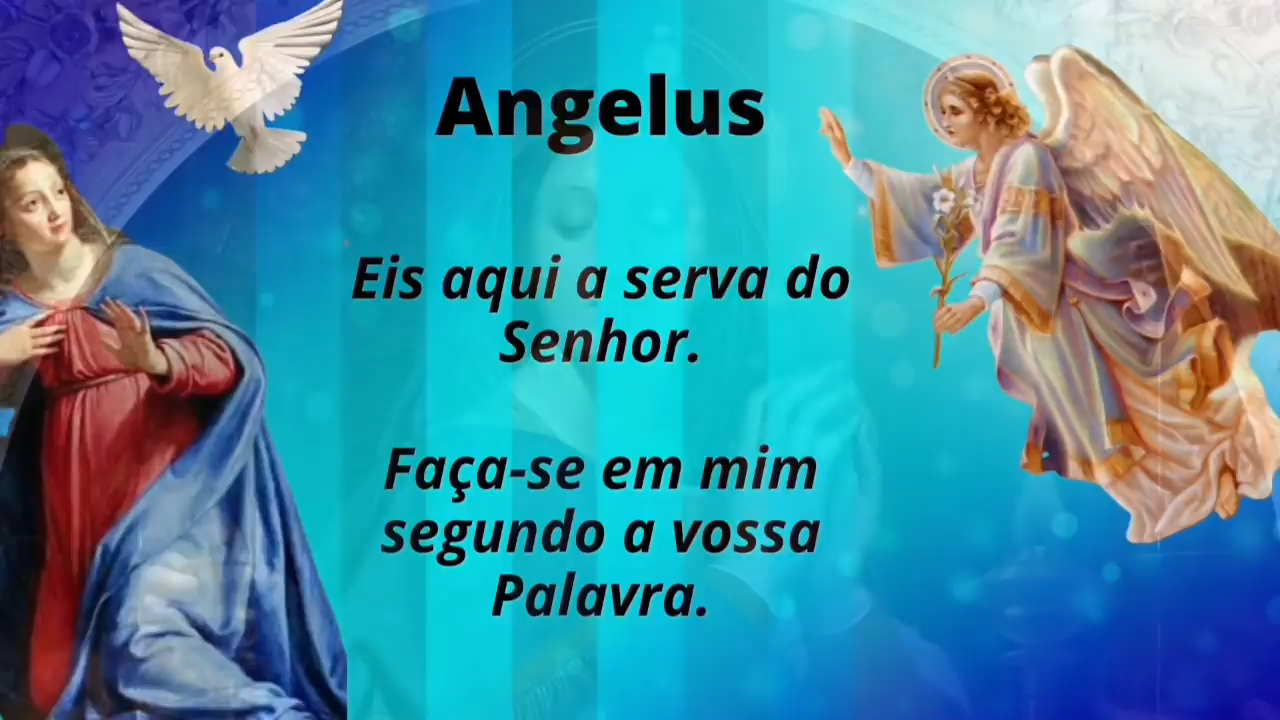 Angelus
Eis aqui a serva do
Senhor.
Faça-se em mim
segundo a vossa
Palavra.